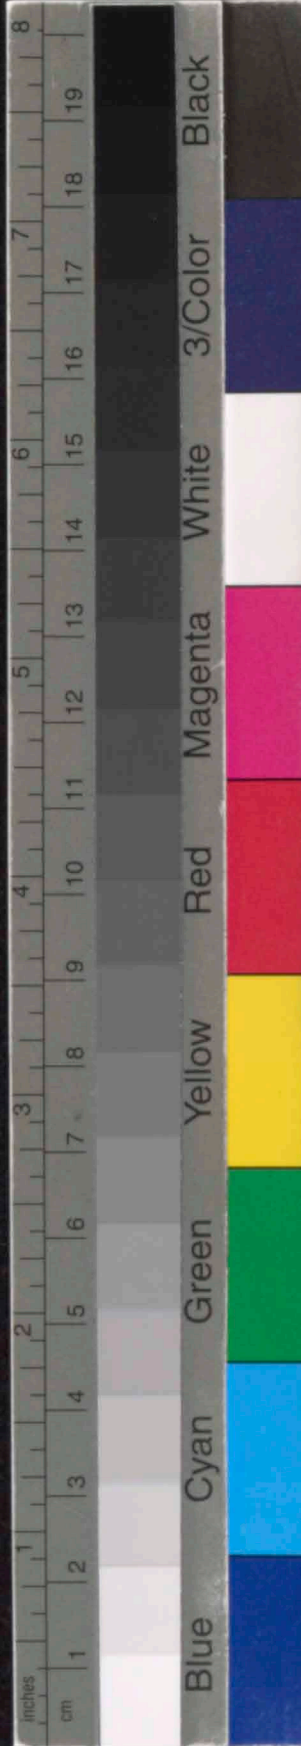 inches 1 2 3 4 5 6 7 8
cm 1 2 3 4 5 6 7 8 9 10 11 12 13 14 15 16 17 18 19
Blue Cyan Green Yellow Red Magenta White 3/Color Black